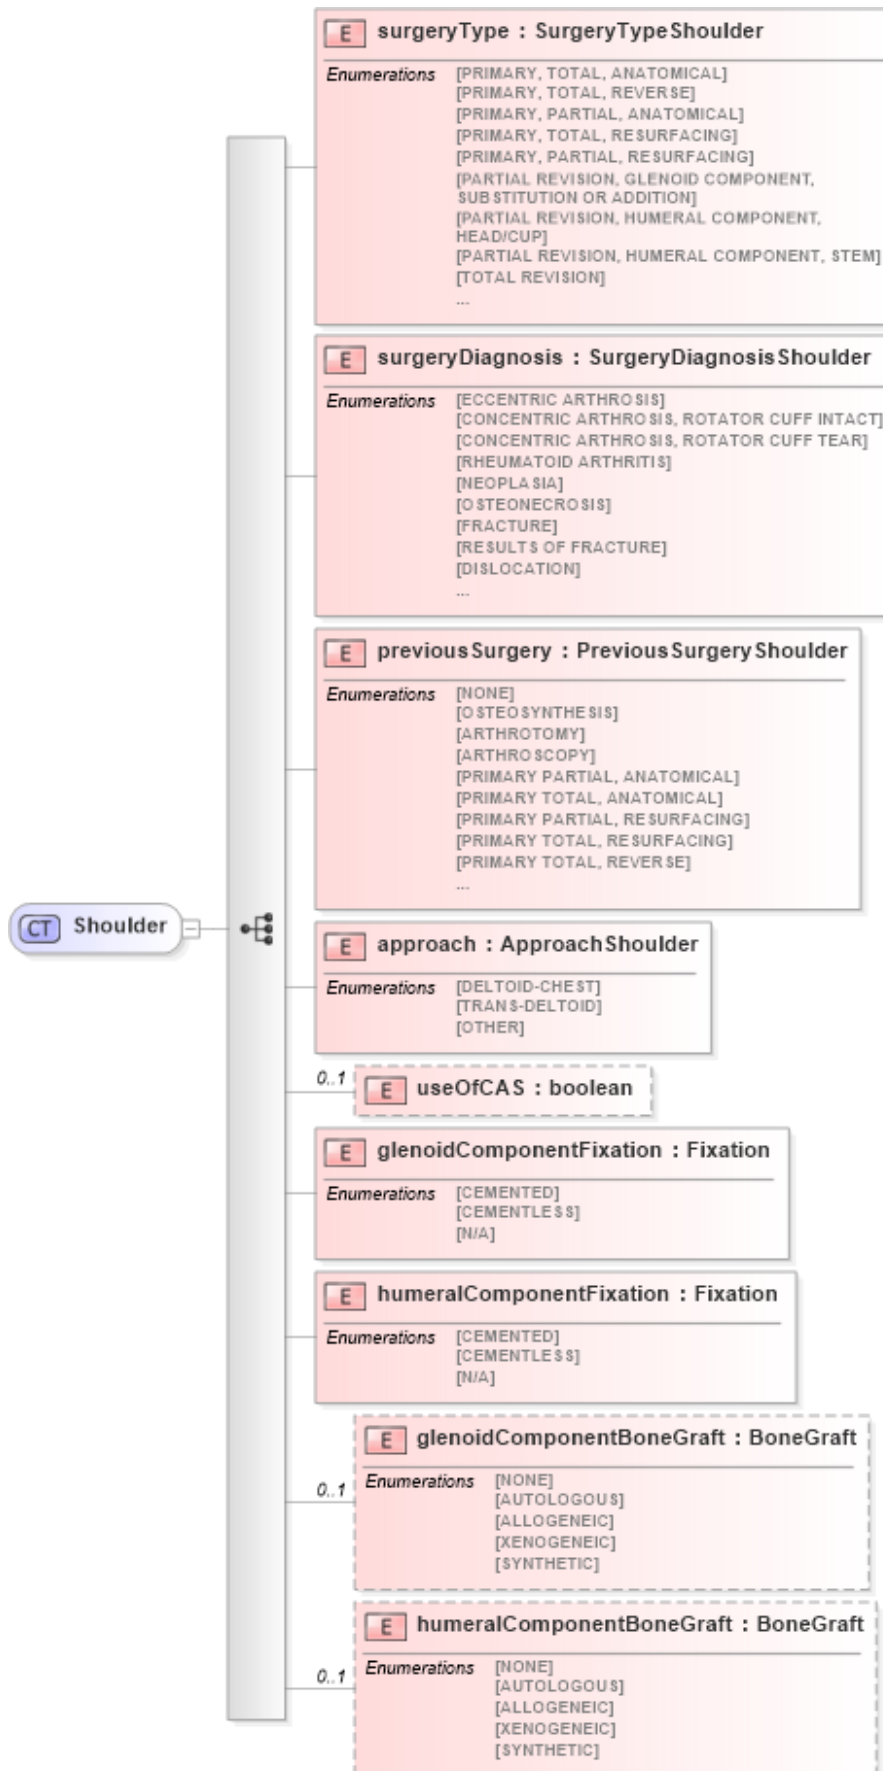 E surgeryType : SurgeryTypeShoulder
Enumerations [PRIMARY, TOTAL, ANATOMICAL]
[PRIMARY, TOTAL, REVERSE]
[PRIMARY, PARTIAL, ANATOMICAL]
[PRIMARY, TOTAL, RESURFACING]
[PRIMARY, PARTIAL, RESURFACING]
[PARTIAL REVISION, GLENOID COMPONENT,
SUBSTITUTION OR ADDITION]
[PARTIAL REVISION, HUMERAL COMPONENT,
HEAD/CUP]
[PARTIAL REVISION, HUMERAL COMPONENT, STEM]
[TOTAL REVISION]
...
E surgeryDiagnosis : SurgeryDiagnosisShoulder
Enumerations [ECCENTRIC ARTHROSIS]
[CONCENTRIC ARTHROSIS, ROTATOR CUFF INTACT]
[CONCENTRIC ARTHROSIS, ROTATOR CUFF TEAR]
[RHEUMATOID ARTHRITIS]
[NEOPLASIA]
[OSTEONECROSIS]
[FRACTURE]
[RESULTS OF FRACTURE]
[DISLOCATION]
...
E previousSurgery : PreviousSurgeryShoulder
Enumerations [NONE]
[OSTEOSYNTHESIS]
[ARTHROTOMY]
[ARTHROSCOPY]
[PRIMARY PARTIAL, ANATOMICAL]
[PRIMARY TOTAL, ANATOMICAL]
[PRIMARY PARTIAL, RESURFACING]
[PRIMARY TOTAL, RESURFACING]
[PRIMARY TOTAL, REVERSE]
...
CT Shoulder
E approach : ApproachShoulder
Enumerations [DELTOID-CHEST]
[TRANS-DELTOID]
[OTHER]
0..1 E useOfCAS : boolean
E glenoidComponentFixation : Fixation
Enumerations [CEMENTED]
[CEMENTLESS]
[N/A]
E humeralComponentFixation : Fixation
Enumerations [CEMENTED]
[CEMENTLESS]
[N/A]
E glenoidComponentBoneGraft : BoneGraft
0..1 Enumerations [NONE]
[AUTOLOGOUS]
[ALLOGENEIC]
[XENOGENEIC]
[SYNTHETIC]
E humeralComponentBoneGraft : BoneGraft
0..1 Enumerations [NONE]
[AUTOLOGOUS]
[ALLOGENEIC]
[XENOGENEIC]
[SYNTHETIC]